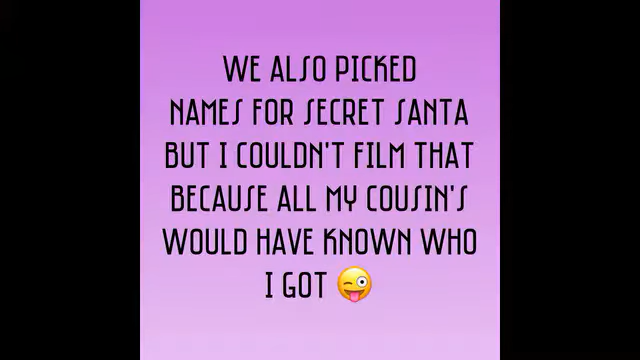 WE ALSO PICKED
NAMES FOR SECRET SANTA
BUT I COULDN'T FILM THAT
BECAUSE ALL MY COUSIN'S
WOULD HAVE KNOWN WHO
I GOT 😜